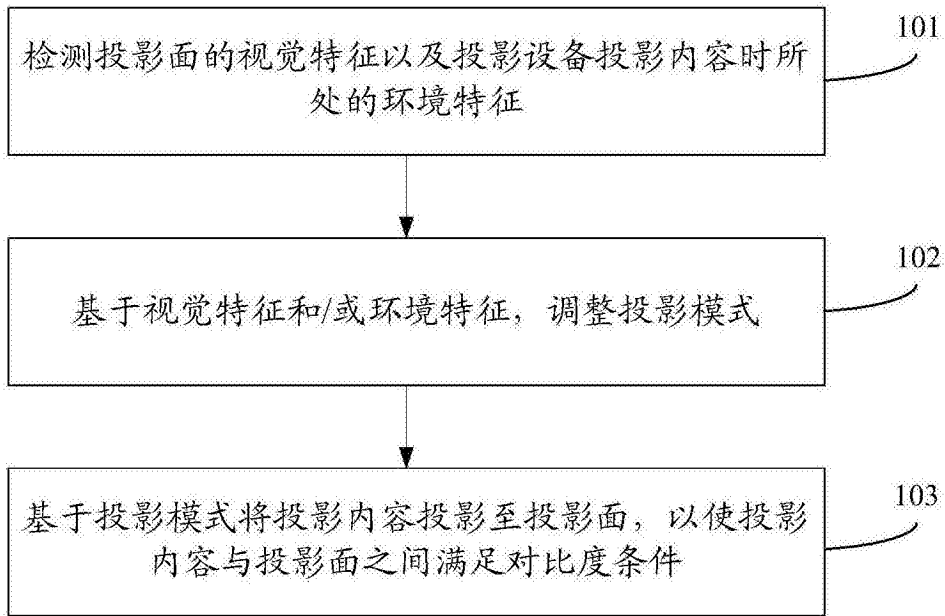 检测投影面的视觉特征以及投影设备投影内容时所
处的环境特征
101
基于视觉特征和/或环境特征，调整投影模式
102
基于投影模式将投影内容投影至投影面，以使投影
内容与投影面之间满足对比度条件
103